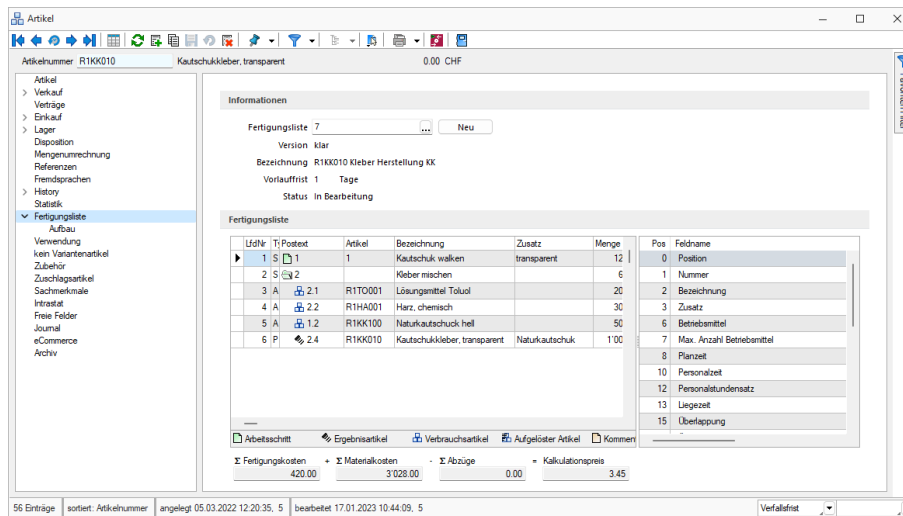 Artikel
Artikelnummer R1KK010 Kautschukkleber, transparent 0.00 CHF
Artikel
Verkauf
Verträge
Einkauf
Lager
Disposition
Mengenumrechnung
Referenzen
Fremdsprachen
History
Statistik
Fertigungsliste
Aufbau
Verwendung
kein Variantenartikel
Zubehör
Zuschlagsartikel
Sachmerkmale
Intrastat
Freie Felder
Journal
eCommerce
Archiv
Informationen
Fertigungsliste 7 ... Neu
Version klar
Bezeichnung R1KK010 Kleber Herstellung KK
Vorlauffrist 1 Tage
Status In Bearbeitung
Fertigungsliste
LfdNr Postext Artikel Bezeichnung Zusatz Menge
1 S 1 1 Kautschuk walken transparent 12
2 S 2 Kleber mischen 6
3 A 2.1 R1TO001 Lösungsmittel Toluol 20
4 A 2.2 R1HA001 Harz, chemisch 30
5 A 1.2 R1KK100 Naturkautschuck hell 50
6 P 2.4 R1KK010 Kautschukkleber, transparent Naturkautschuk 1'00
Arbeitsschritt Ergebnisartikel Verbrauchsartikel Aufgelöster Artikel Kommen
Pos Feldname
0 Position
1 Nummer
2 Bezeichnung
3 Zusatz
6 Betriebsmittel
7 Max. Anzahl Betriebsmittel
8 Planzeit
10 Personalzeit
12 Personalstundensatz
13 Liegezeit
15 Überlappung
Σ Fertigungskosten + Σ Materialkosten - Σ Abzüge = Kalkulationspreis
420.00 3'028.00 0.00 3.45
56 Einträge sortiert: Artikelnummer angelegt 05.03.2022 12:20:35, 5 bearbeitet 17.01.2023 10:44:09, 5 Verfallsfrist